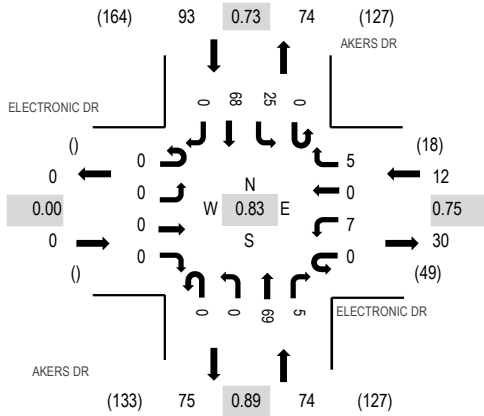 (164) 93 0.73 74 (127)
AKERS DR
ELECTRONIC DR
0 68 25 0
() 0 5 (18)
0 0 N 0 12
0.00 0 W 0.83 E 7 0.75
0 0 S 0 30
() (49)
0 0 69 5
ELECTRONIC DR
AKERS DR
(133) 75 0.89 74 (127)